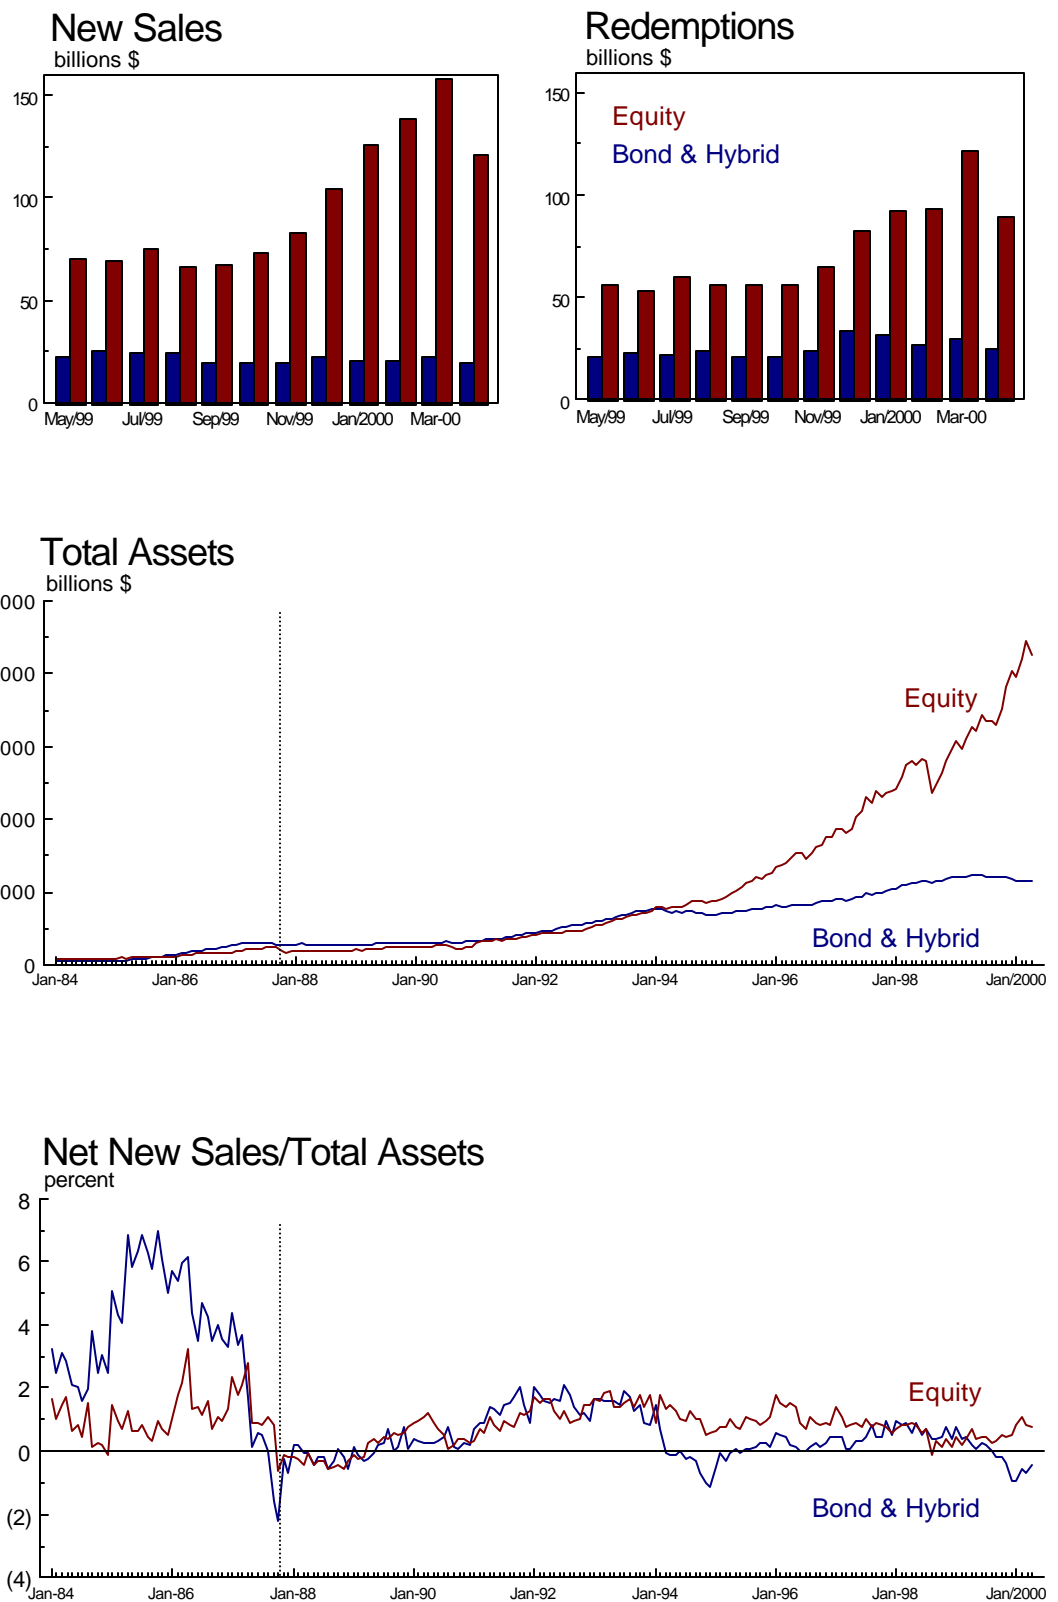 New Sales
billions $
150
100
50
0
May/99 Jul/99 Sep/99 Nov/99 Jan/2000 Mar-00
Redemptions
billions $
150
100
50
0
Equity
Bond & Hybrid
May/99 Jul/99 Sep/99 Nov/99 Jan/2000 Mar-00
Total Assets
billions $
000
000
000
000
000
0
Equity
Bond & Hybrid
Jan-84 Jan-86 Jan-88 Jan-90 Jan-92 Jan-94 Jan-96 Jan-98 Jan/2000
Net New Sales/Total Assets
percent
8
6
4
2
0
(2)
(4)
Equity
Bond & Hybrid
Jan-84 Jan-86 Jan-88 Jan-90 Jan-92 Jan-94 Jan-96 Jan-98 Jan/2000